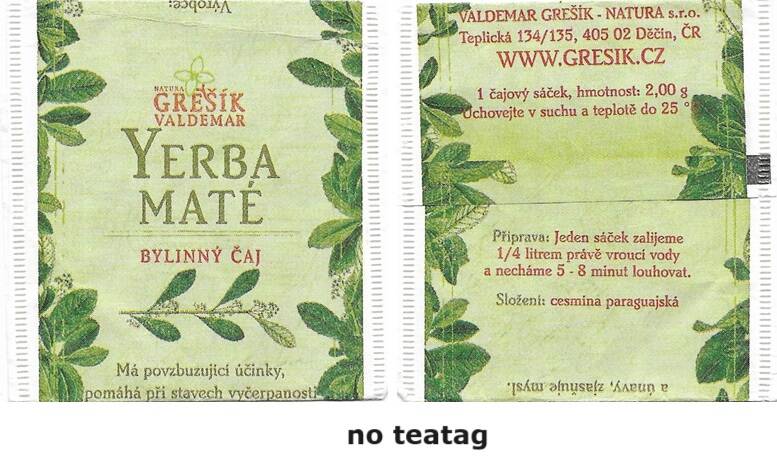 Výrobce:
NATURA
GREŠÍK
VALDEMAR
YERBA
MATÉ
BYLINNÝ ČAJ
Má povzbuzující účinky,
pomáhá při stavech vyčerpanosti
VALDEMAR GREŠÍK - NATURA s.r.o.
Teplická 134/135, 405 02 Děčín, ČR
WWW.GRESIK.CZ
1 čajový sáček, hmotnost: 2,00 g
Uchovejte v suchu a teplotě do 25 °
Příprava: Jeden sáček zalijeme
1/4 litrem právě vroucí vody
a necháme 5 - 8 minut louhovat.
Složení: cesmína paraguajská
a únavy, zjasňuje mysl.
no teatag